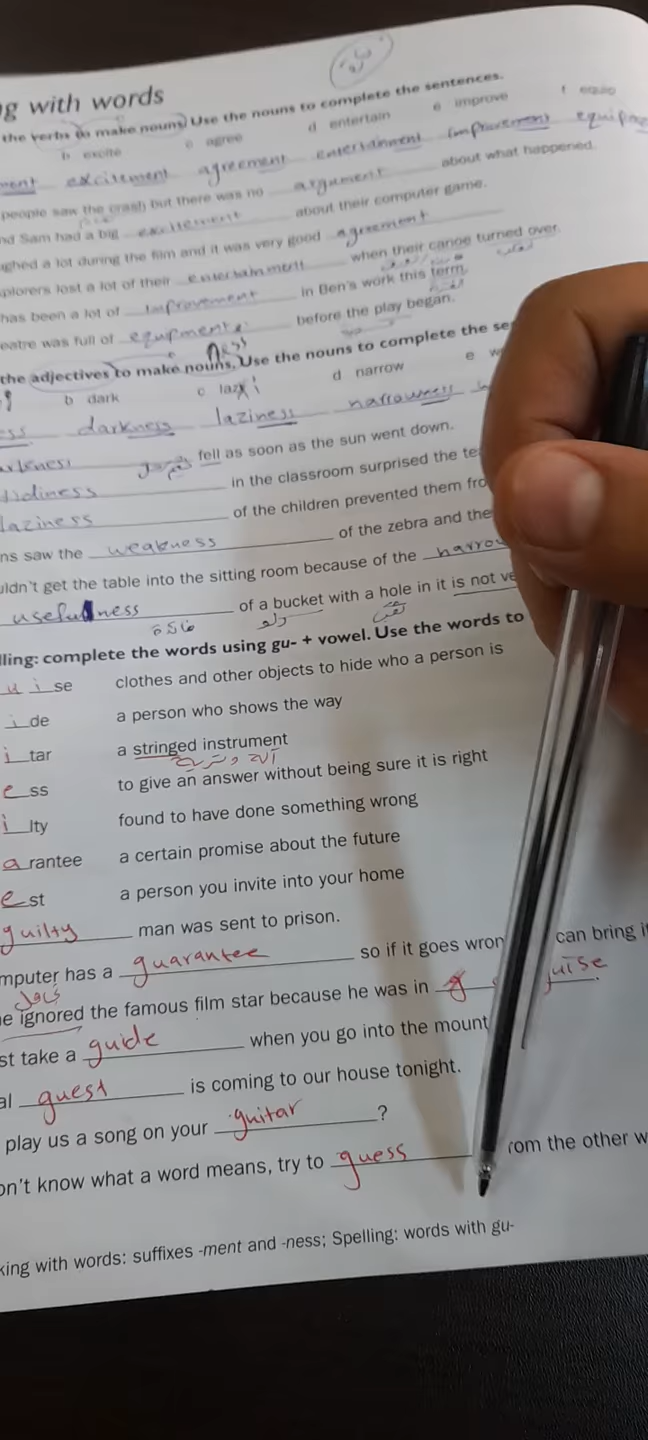 g with words
the verbs to make nouns. Use the nouns to complete the sentences.
b excite c agree d entertain e improve f equip
ment excitement agreement entertainment improvement
people saw the crash but there was no argument about what happened.
nd Sam had a big excitement about their computer game.
ghed a lot during the film and it was very good agreement
plorers lost a lot of their entertainment when their canoe turned over.
has been a lot of improvement in Ben's work this term.
eatre was full of equpment before the play began.
ness
the adjectives to make nouns. Use the nouns to complete the se
b dark c lazy i d narrow e w
ess darkness laziness narrowness
fell as soon as the sun went down.
diness in the classroom surprised the te
laziness of the children prevented them fro
ns saw the weakness of the zebra and the
uldn't get the table into the sitting room because of the narrow
usefulness of a bucket with a hole in it is not ve
دلو
lling: complete the words using gu- + vowel. Use the words to
u i se clothes and other objects to hide who a person is
i de a person who shows the way
i tar a stringed instrument
e ss to give an answer without being sure it is right
i lty found to have done something wrong
a rantee a certain promise about the future
e st a person you invite into your home
guilty man was sent to prison.
mputer has a guarantee so if it goes wron can bring i
e ignored the famous film star because he was in g uise
st take a guide when you go into the mount
al guest is coming to our house tonight.
play us a song on your guitar ?
on't know what a word means, try to guess rom the other w
king with words: suffixes -ment and -ness; Spelling: words with gu-